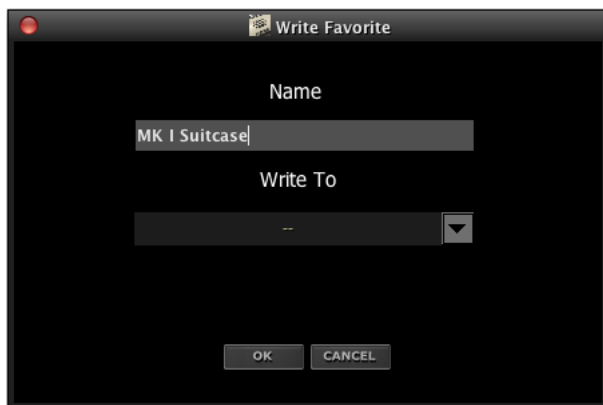 Write Favorite
Name
MK I Suitcase
Write To
--
OK CANCEL